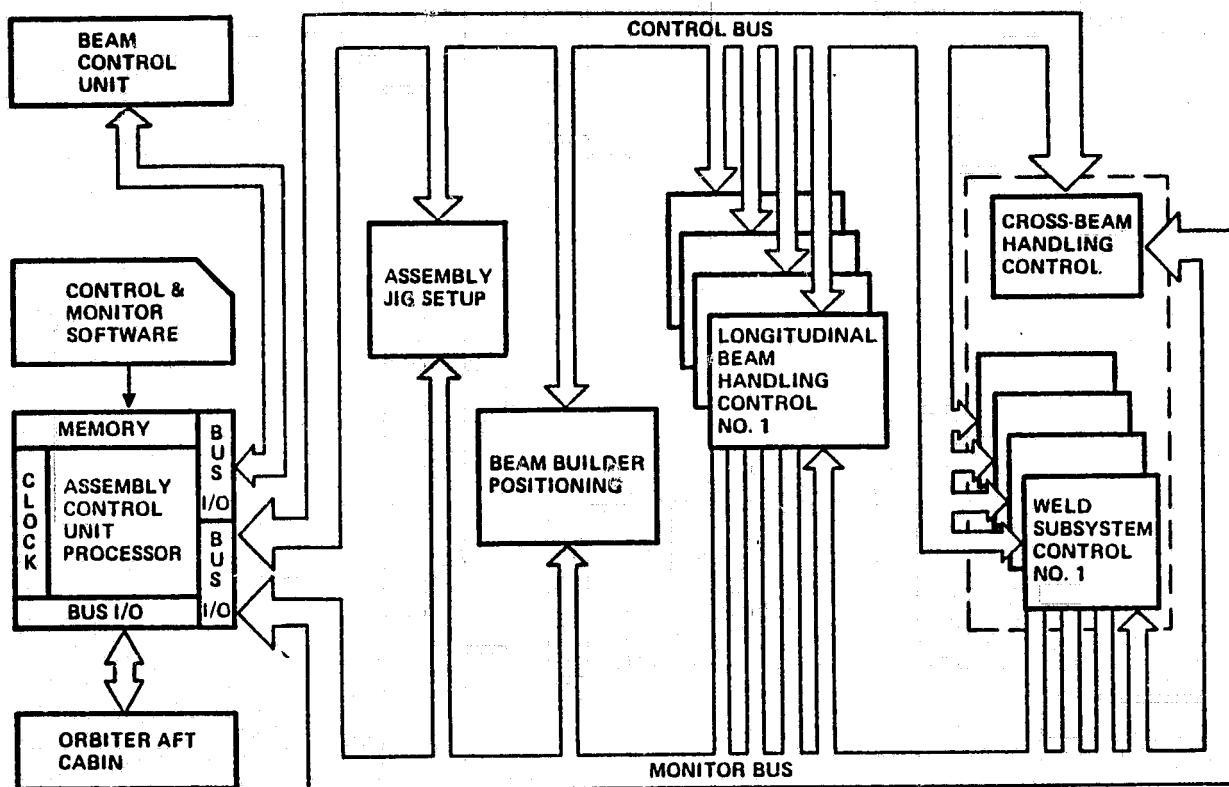 CONTROL BUS
BEAM
CONTROL
UNIT
CONTROL &
MONITOR
SOFTWARE
MEMORY
CLOCK
ASSEMBLY
CONTROL
UNIT
PROCESSOR
BUS I/O
BUS I/O
BUS I/O
ORBITER AFT
CABIN
ASSEMBLY
JIG SETUP
BEAM BUILDER
POSITIONING
LONGITUDINAL
BEAM
HANDLING
CONTROL
NO. 1
CROSS-BEAM
HANDLING
CONTROL.
WELD
SUBSYSTEM
CONTROL
NO. 1
MONITOR BUS